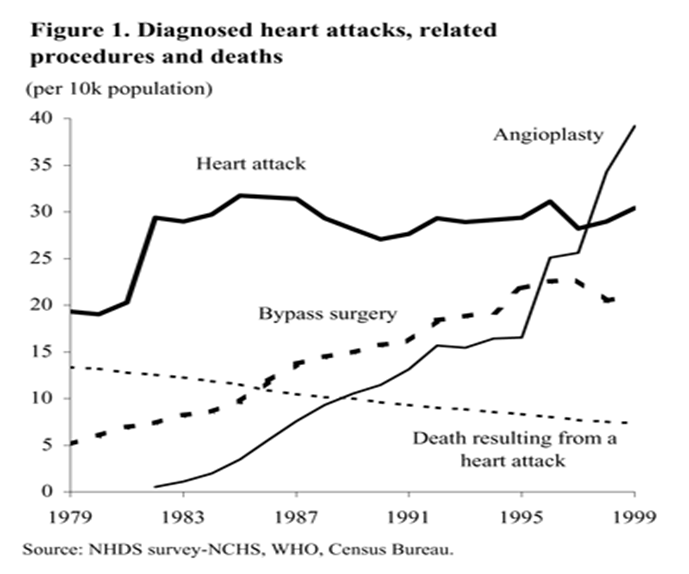 Figure 1. Diagnosed heart attacks, related
procedures and deaths
(per 10k population)
40
35
30
25
20
15
10
5
0
Angioplasty
Heart attack
Bypass surgery
Death resulting from a
heart attack
1979 1983 1987 1991 1995 1999
Source: NHDS survey-NCHS, WHO, Census Bureau.